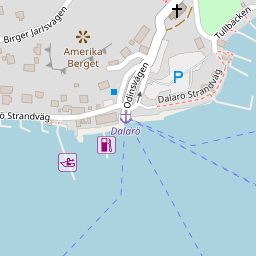 Birger Jarlsvägen
Tullbacken
Amerika
Berget
P
Odinsvägen
Dalarö Strandväg
ö Strandväg
Dalarö